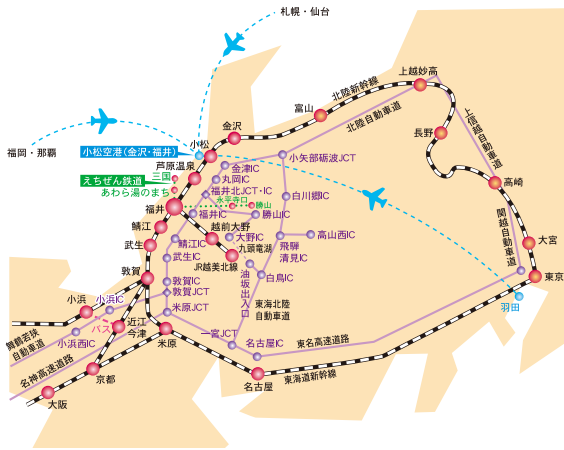 札幌・仙台
上越妙高
北陸新幹線
富山
北陸自動車道
上信越自動車道
金沢
長野
小松
福岡・那覇
小松空港(金沢・福井)
小矢部砺波JCT
芦原温泉
金津IC
三国
丸岡IC
えちぜん鉄道
高崎
あわら湯のまち
福井北JCT・IC
白川郷IC
永平寺口
勝山
福井
福井IC
勝山IC
関越自動車道
鯖江
越前大野
大野IC
高山西IC
大宮
武生
鯖江IC
九頭竜湖
飛騨清見IC
武生IC
JR越美北線
敦賀
油坂出入口
白鳥IC
東京
敦賀IC
敦賀JCT
小浜
小浜IC
東海北陸
自動車道
羽田
米原JCT
バス
近江
今津
一宮JCT
舞鶴若狭
自動車道
小浜西IC
米原
名古屋IC
東名高速道路
名神高速道路
京都
名古屋
東海道新幹線
大阪